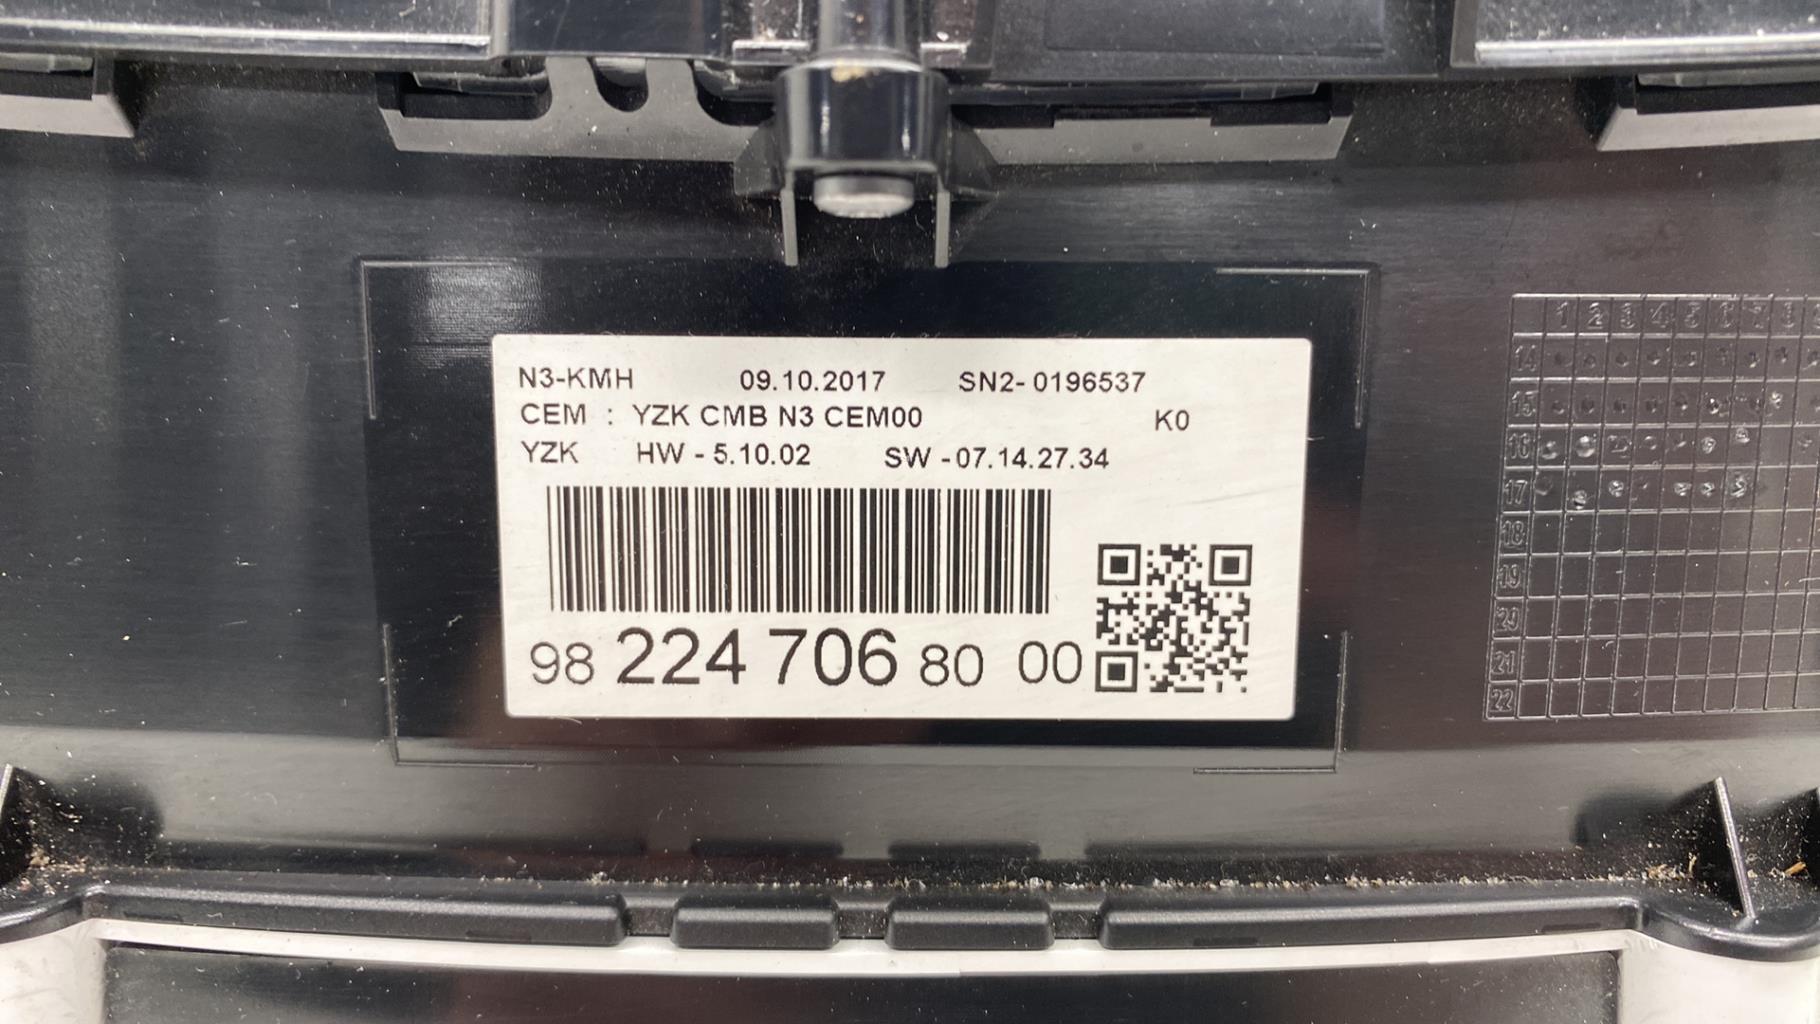 N3-KMH 09.10.2017 SN2-0196537
CEM : YZK CMB N3 CEM00 K0
YZK HW - 5.10.02 SW -07.14.27.34
98 224 706 80 00
1 2 3 4 5 6 7 8
14
15
16
17
18
19
20
21
22